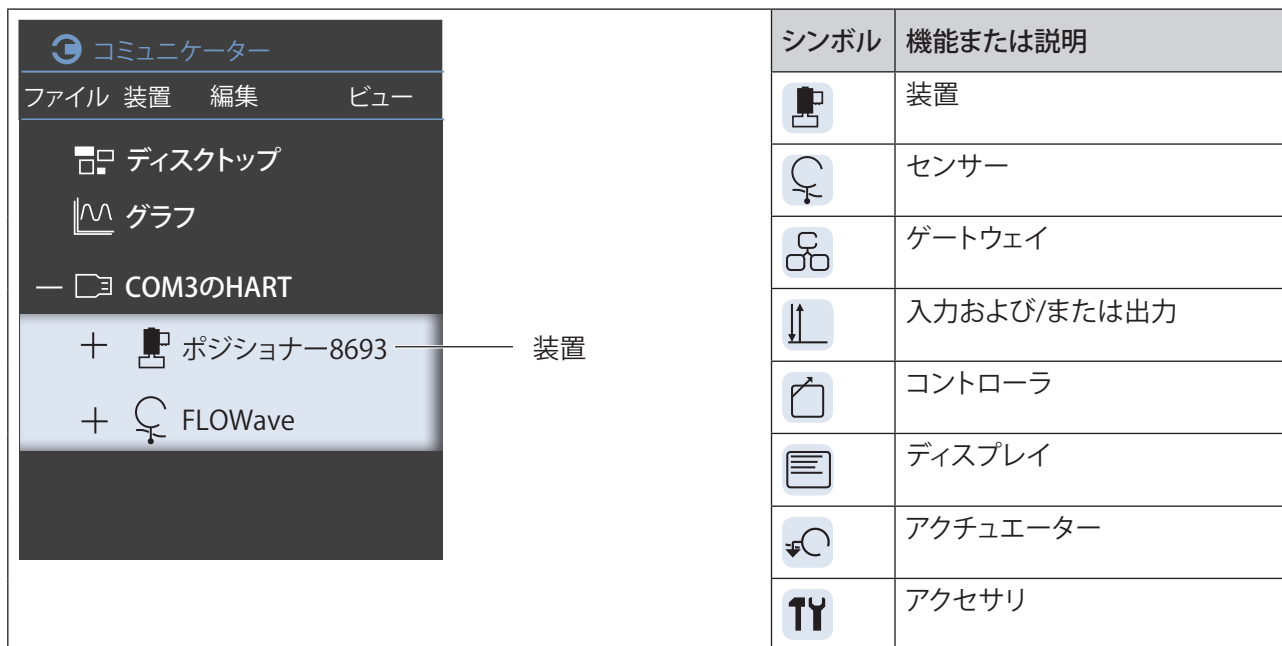 コミュニケーター
ファイル 装置 編集 ビュー
ディスクトップ
グラフ
COM3のHART
ポジショナー8693
装置
FLOWave
シンボル 機能または説明
装置
センサー
ゲートウェイ
入力および/または出力
コントローラ
ディスプレイ
アクチュエーター
アクセサリ